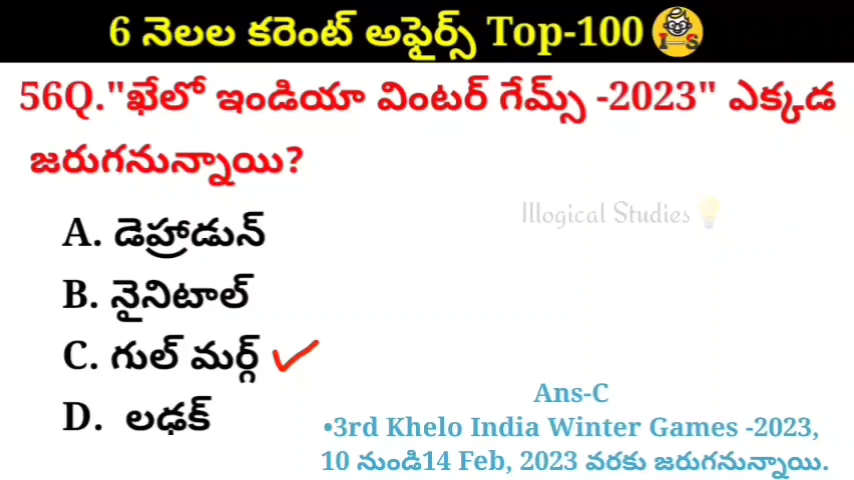 6 నెలల కరెంట్ అఫైర్స్ Top-100
I-S
56Q."ఖేలో ఇండియా వింటర్ గేమ్స్ -2023" ఎక్కడ
జరుగనున్నాయి?
Illogical Studies
A. డెహ్రాడున్
B. నైనిటాల్
C. గుల్ మర్గ్
D. లఢక్
Ans-C
•3rd Khelo India Winter Games -2023,
10 నుండి14 Feb, 2023 వరకు జరుగనున్నాయి.